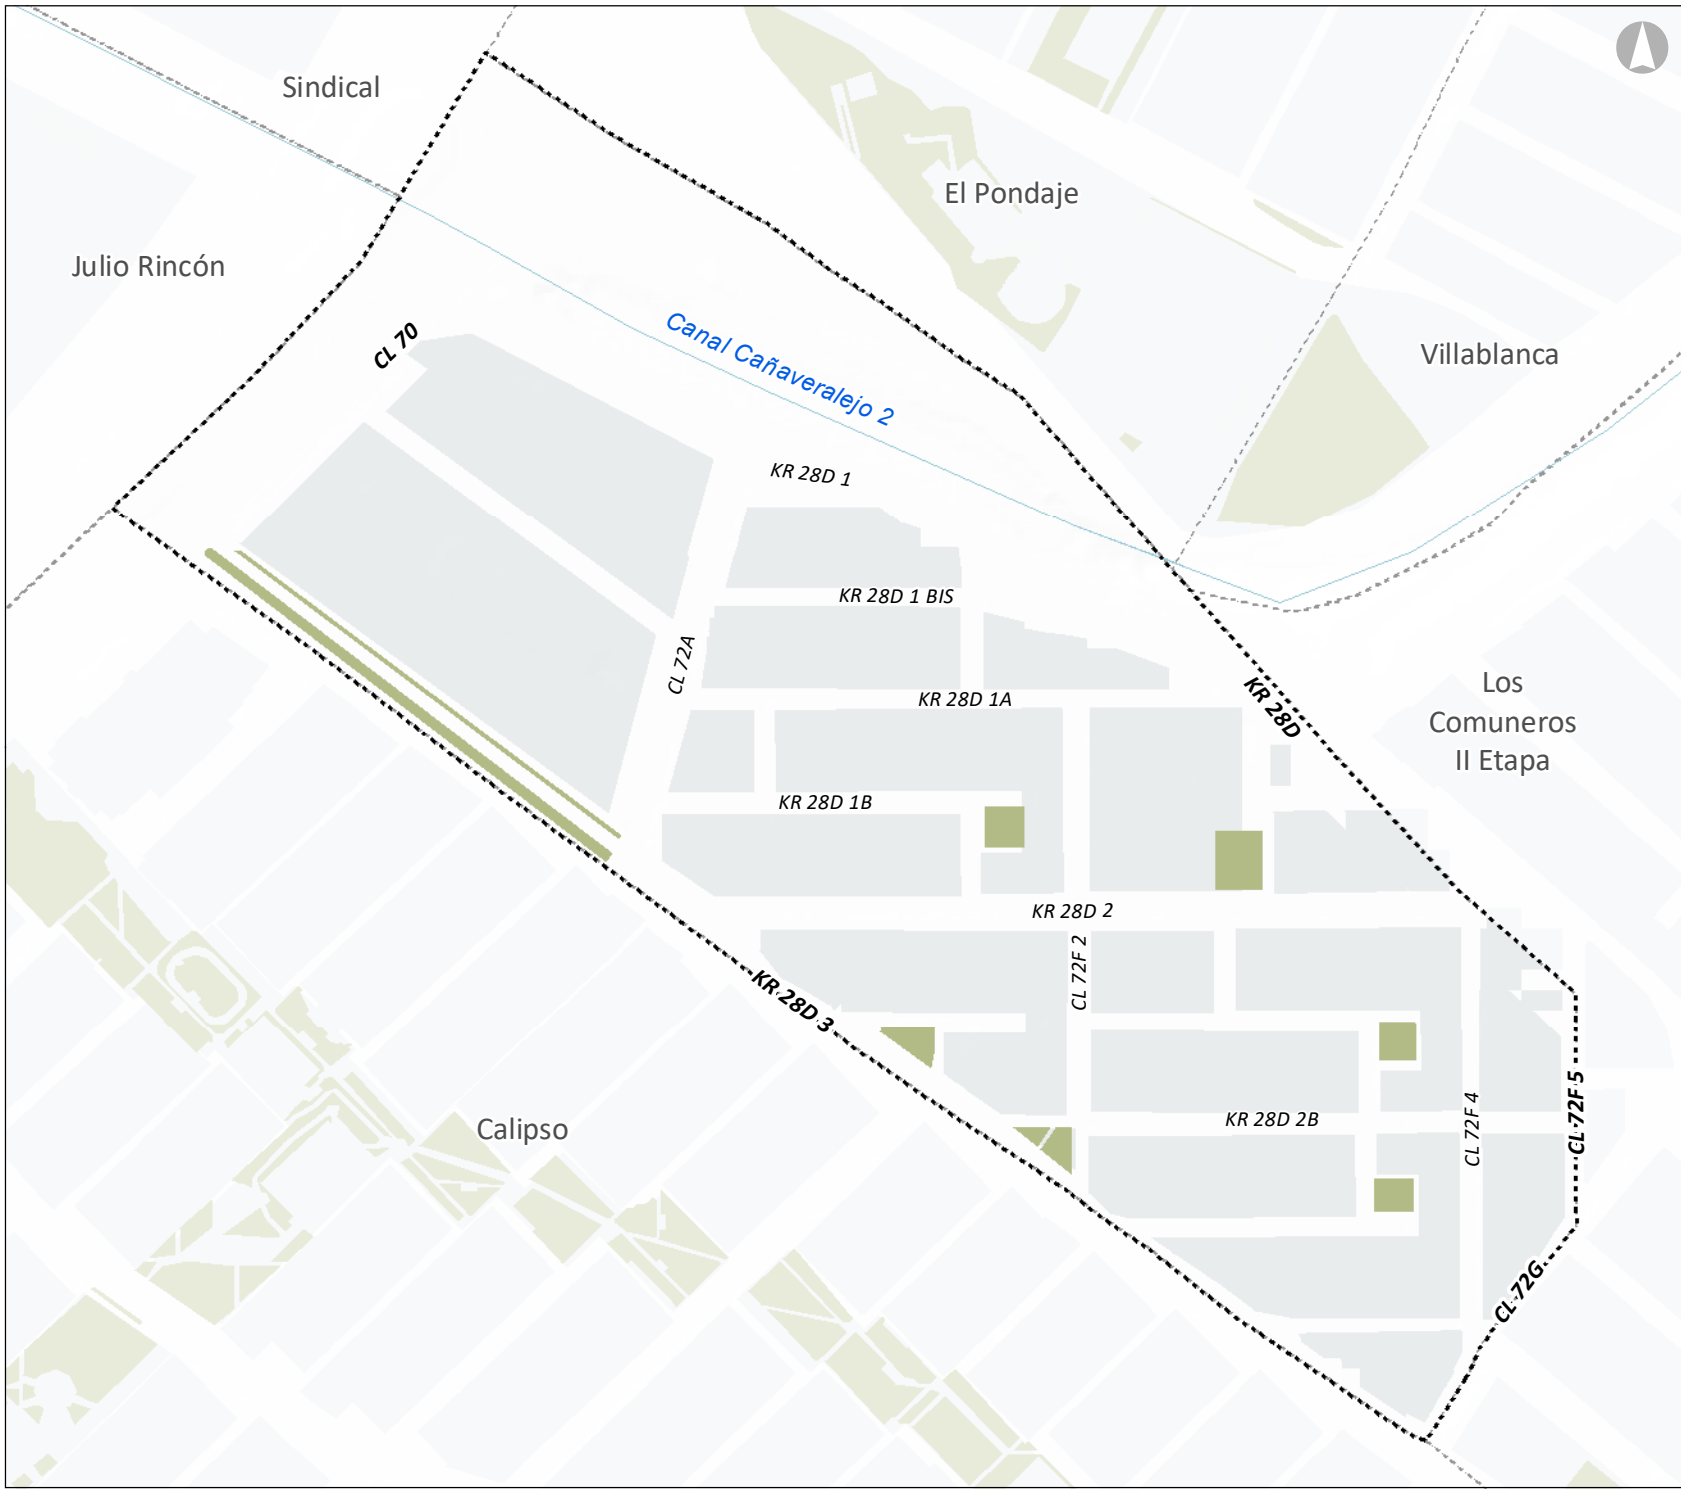 Sindical
El Pondaje
Julio Rincón
CL 70
Canal Cañaveralejo 2
Villablanca
KR 28D 1
KR 28D 1 BIS
CL 72A
KR 28D 1A
KR 28D
Los
Comuneros
II Etapa
KR 28D 1B
KR 28D 2
CL 72F 2
KR 28D 3
Calipso
KR 28D 2B
CL 72F 4
CL 72F 5
CL 72G